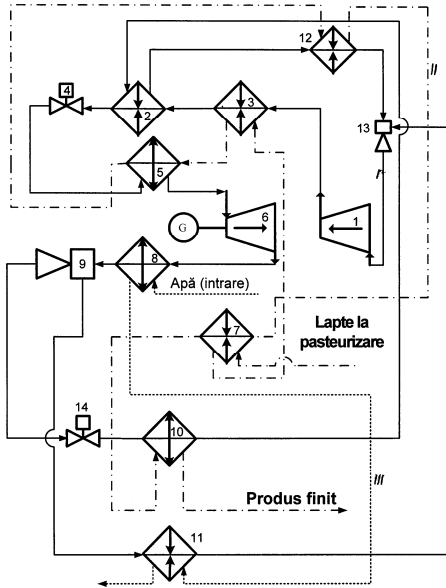 12
II
4
2
3
13
r
5
6
1
G
9
8
Apă (intrare)
7
Lapte la
pasteurizare
14
10
III
Produs finit
11